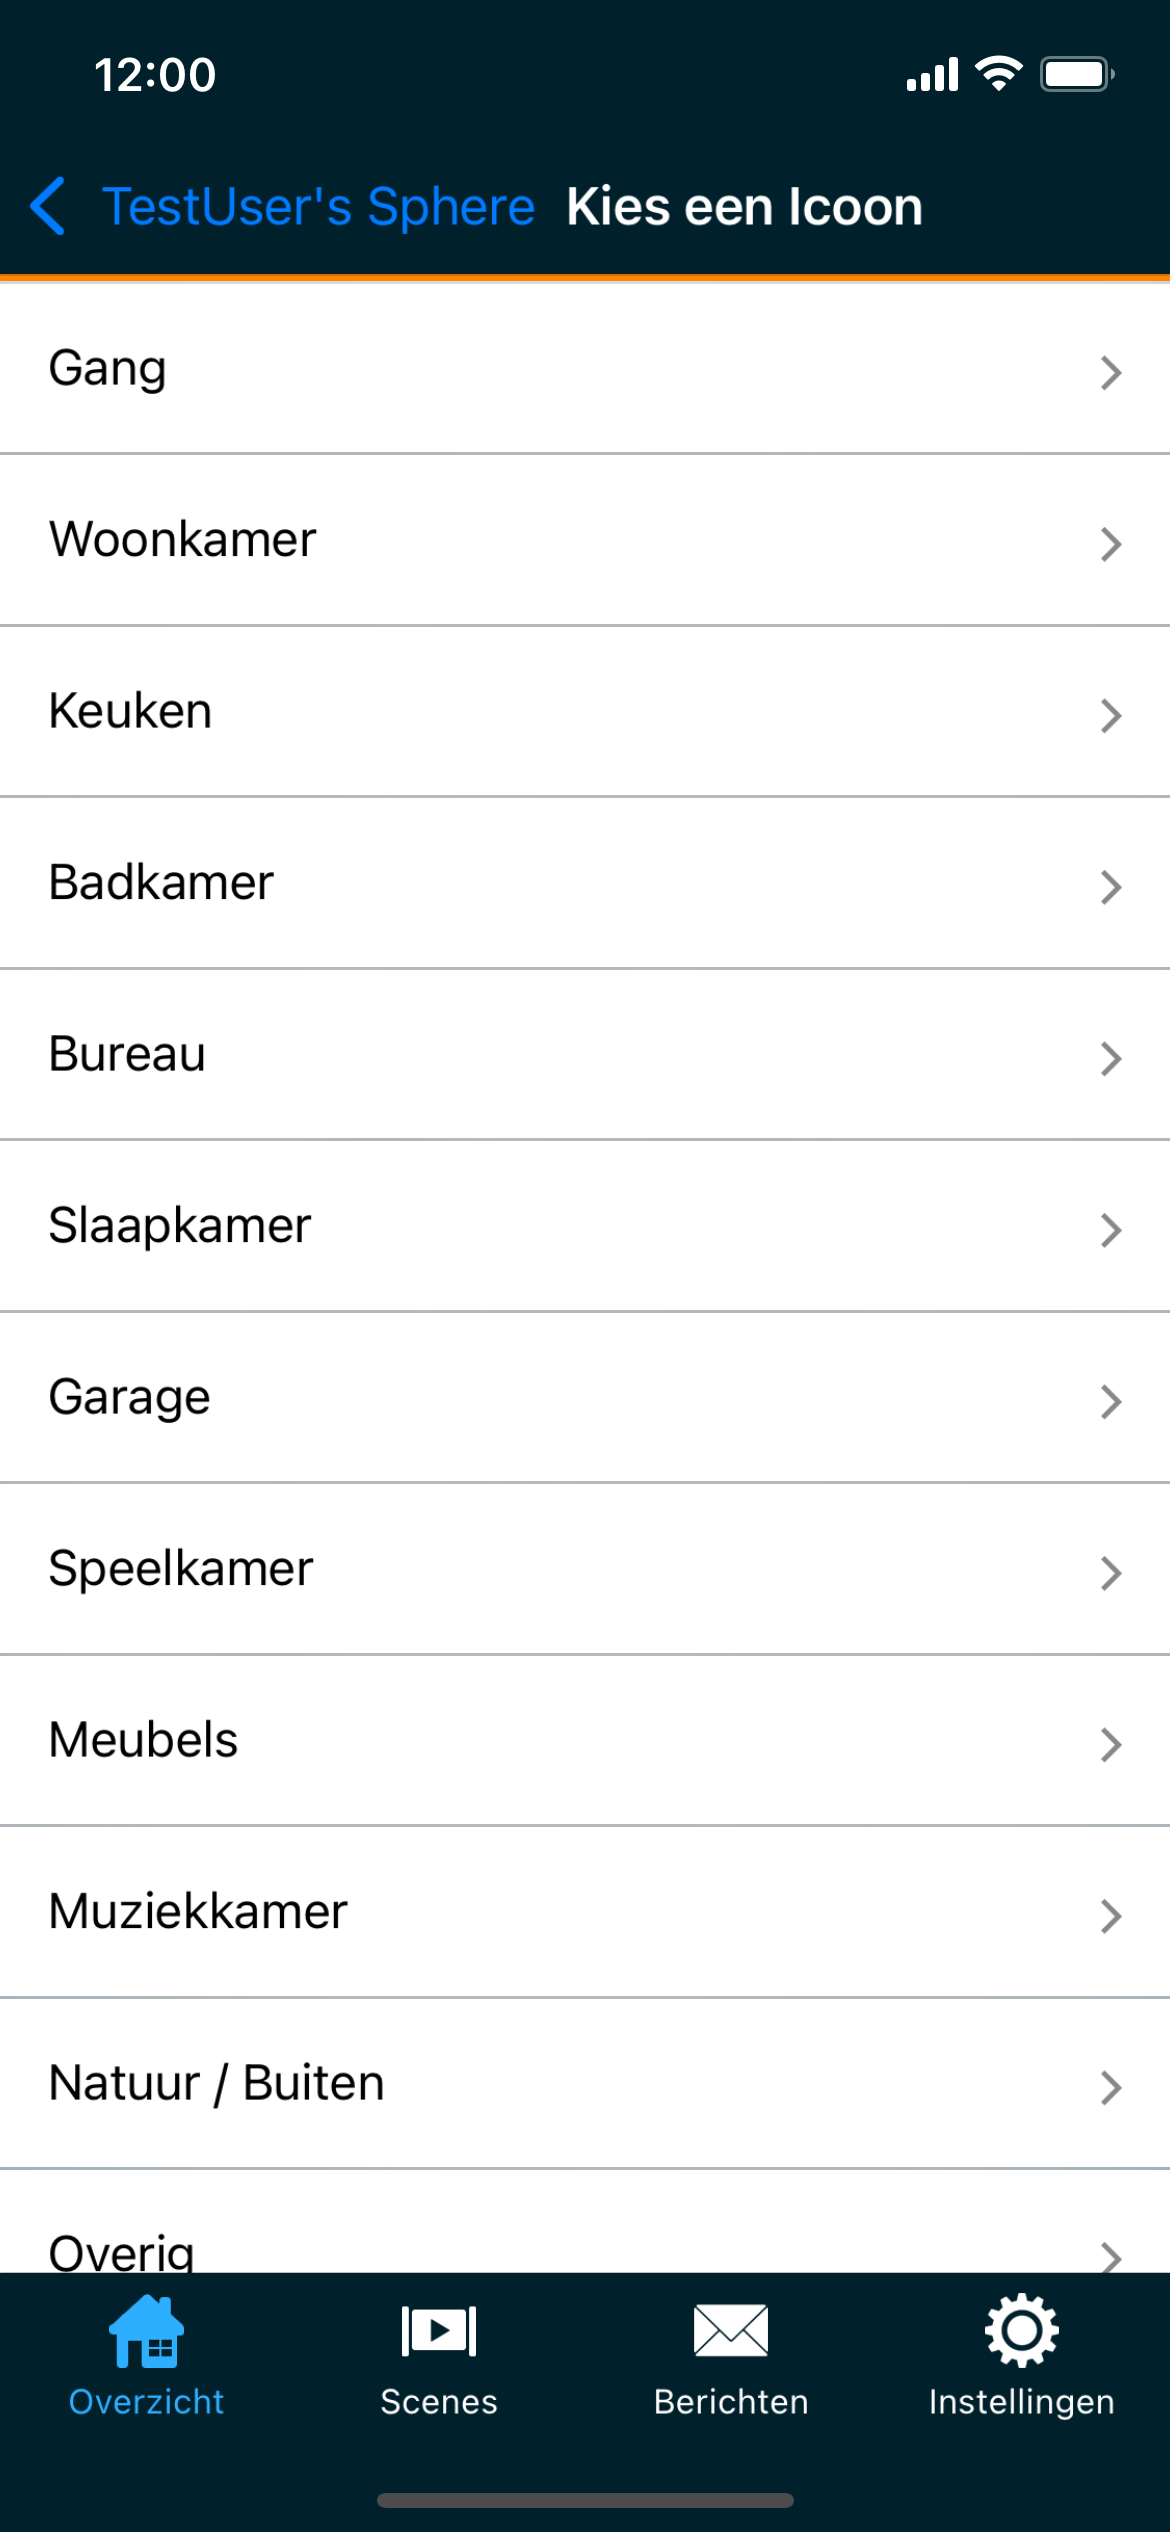 12:00
TestUser's Sphere Kies een Icoon
Gang
Woonkamer
Keuken
Badkamer
Bureau
Slaapkamer
Garage
Speelkamer
Meubels
Muziekkamer
Natuur / Buiten
Overig
Overzicht Scenes Berichten Instellingen